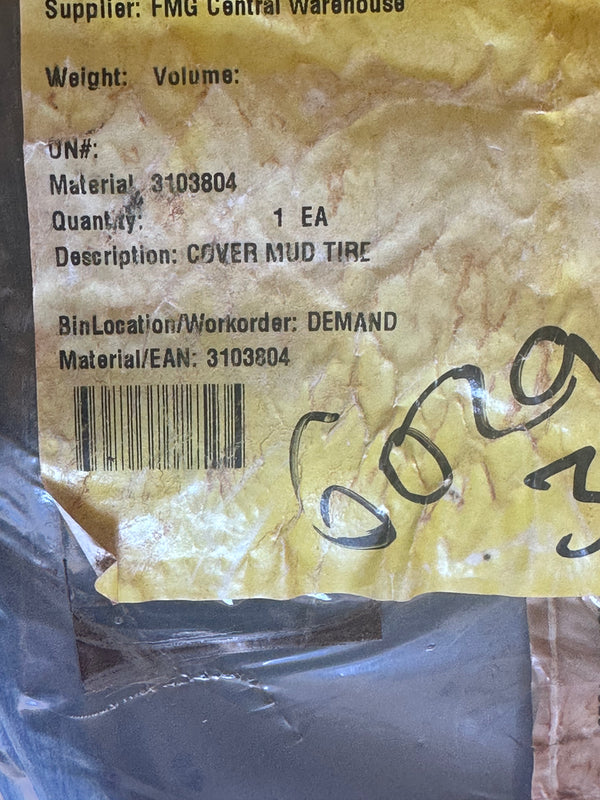 Supplier: FMG Central Warehouse
Weight: Volume:
UN#:
Material 3103804
Quantity: 1 EA
Description: COVER MUD TIRE
BinLocation/Workorder: DEMAND
Material/EAN: 3103804